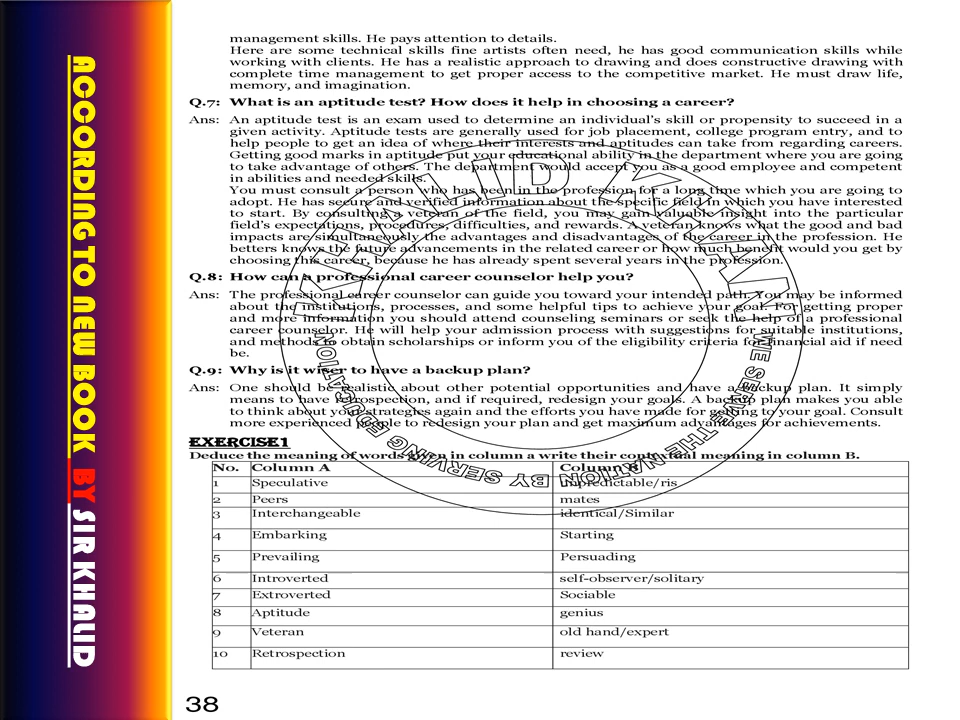 ACCORDING TO NEW BOOK BY SIR KHALID
management skills. He pays attention to details.
Here are some technical skills fine artists often need, he has good communication skills while
working with clients. He has a realistic approach to drawing and does constructive drawing with
complete time management to get proper access to the competitive market. He must draw life,
memory, and imagination.
Q.7: What is an aptitude test? How does it help in choosing a career?
Ans: An aptitude test is an exam used to determine an individual's skill or propensity to succeed in a
given activity. Aptitude tests are generally used for job placement, college program entry, and to
help people to get an idea of where their interests and aptitudes can take from regarding careers.
Getting good marks in aptitude put your educational ability in the department where you are going
to take advantage of others. The department would accept you as a good employee and competent
in abilities and needed skills.
You must consult a person who has been in the profession for a long time which you are going to
adopt. He has secure and verified information about the specific field in which you have interested
to start. By consulting a veteran of the field, you may gain valuable insight into the particular
field's expectations, procedures, difficulties, and rewards. A veteran knows what the good and bad
impacts are simultaneously the advantages and disadvantages of the career in the profession. He
betters knows the future advancements in the related career or how much benefit would you get by
choosing this career, because he has already spent several years in the profession.
Q.8: How can a professional career counselor help you?
Ans: The professional career counselor can guide you toward your intended path. You may be informed
about the institutions, processes, and some helpful tips to achieve your goal. For getting proper
and more information you should attend counseling seminars or seek the help of a professional
career counselor. He will help your admission process with suggestions for suitable institutions,
and methods to obtain scholarships or inform you of the eligibility criteria for financial aid if need
be.
Q.9: Why is it wiser to have a backup plan?
Ans: One should be realistic about other potential opportunities and have a backup plan. It simply
means to have retrospection, and if required, redesign your goals. A backup plan makes you able
to think about your strategies again and the efforts you have made for getting to your goal. Consult
more experienced people to redesign your plan and get maximum advantages for achievements.
EXERCISE 1
Deduce the meaning of words given in column a write their contextual meaning in column B.
No. Column A Column B
1 Speculative impredictable/ris
2 Peers mates
3 Interchangeable identical/Similar
4 Embarking Starting
5 Prevailing Persuading
6 Introverted self-observer/solitary
7 Extroverted Sociable
8 Aptitude genius
9 Veteran old hand/expert
10 Retrospection review
WE SERVE THE NATION BY SERVING EDUCATION
38